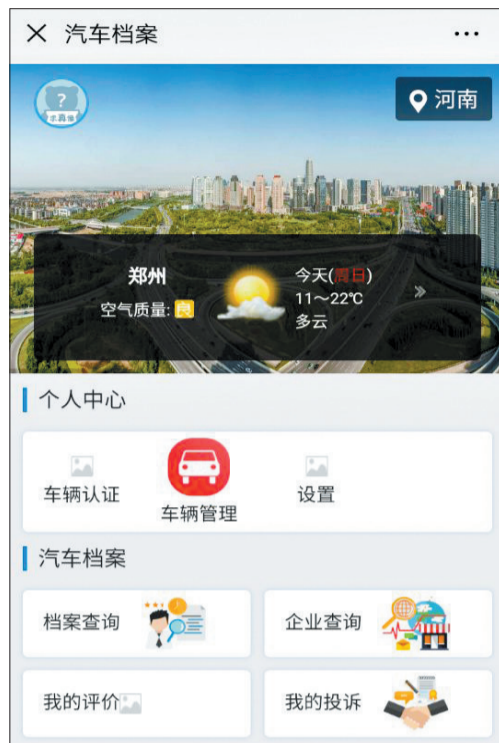 汽车档案
?
河南
郑州
今天(周日)
空气质量:良
11～22℃
多云
个人中心
车辆认证
车辆管理
设置
汽车档案
档案查询
企业查询
我的评价
我的投诉